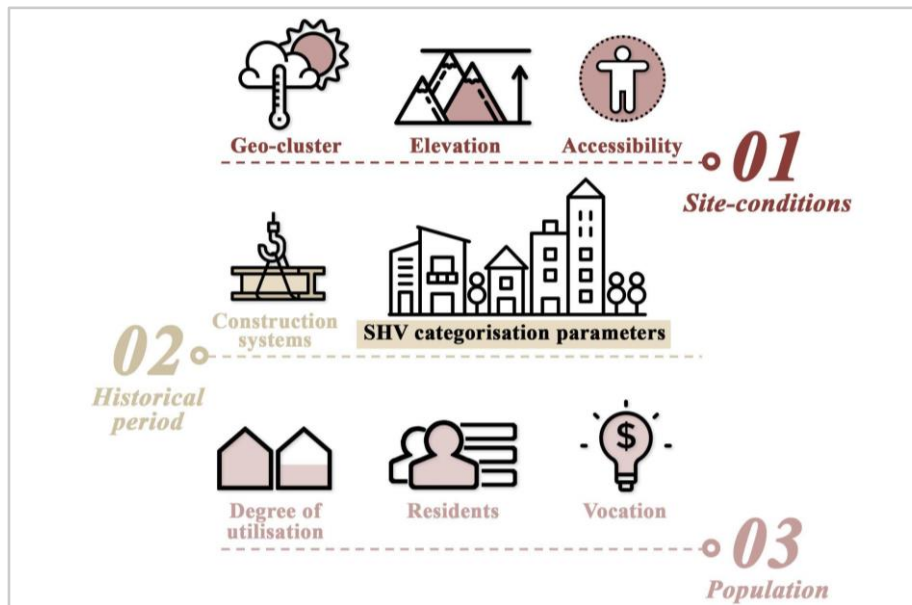 Geo-cluster
Elevation
Accessibility
01
Site-conditions
Construction
systems
SHV categorisation parameters
02
Historical
period
$
Degree of
utilisation
Residents
Vocation
03
Population